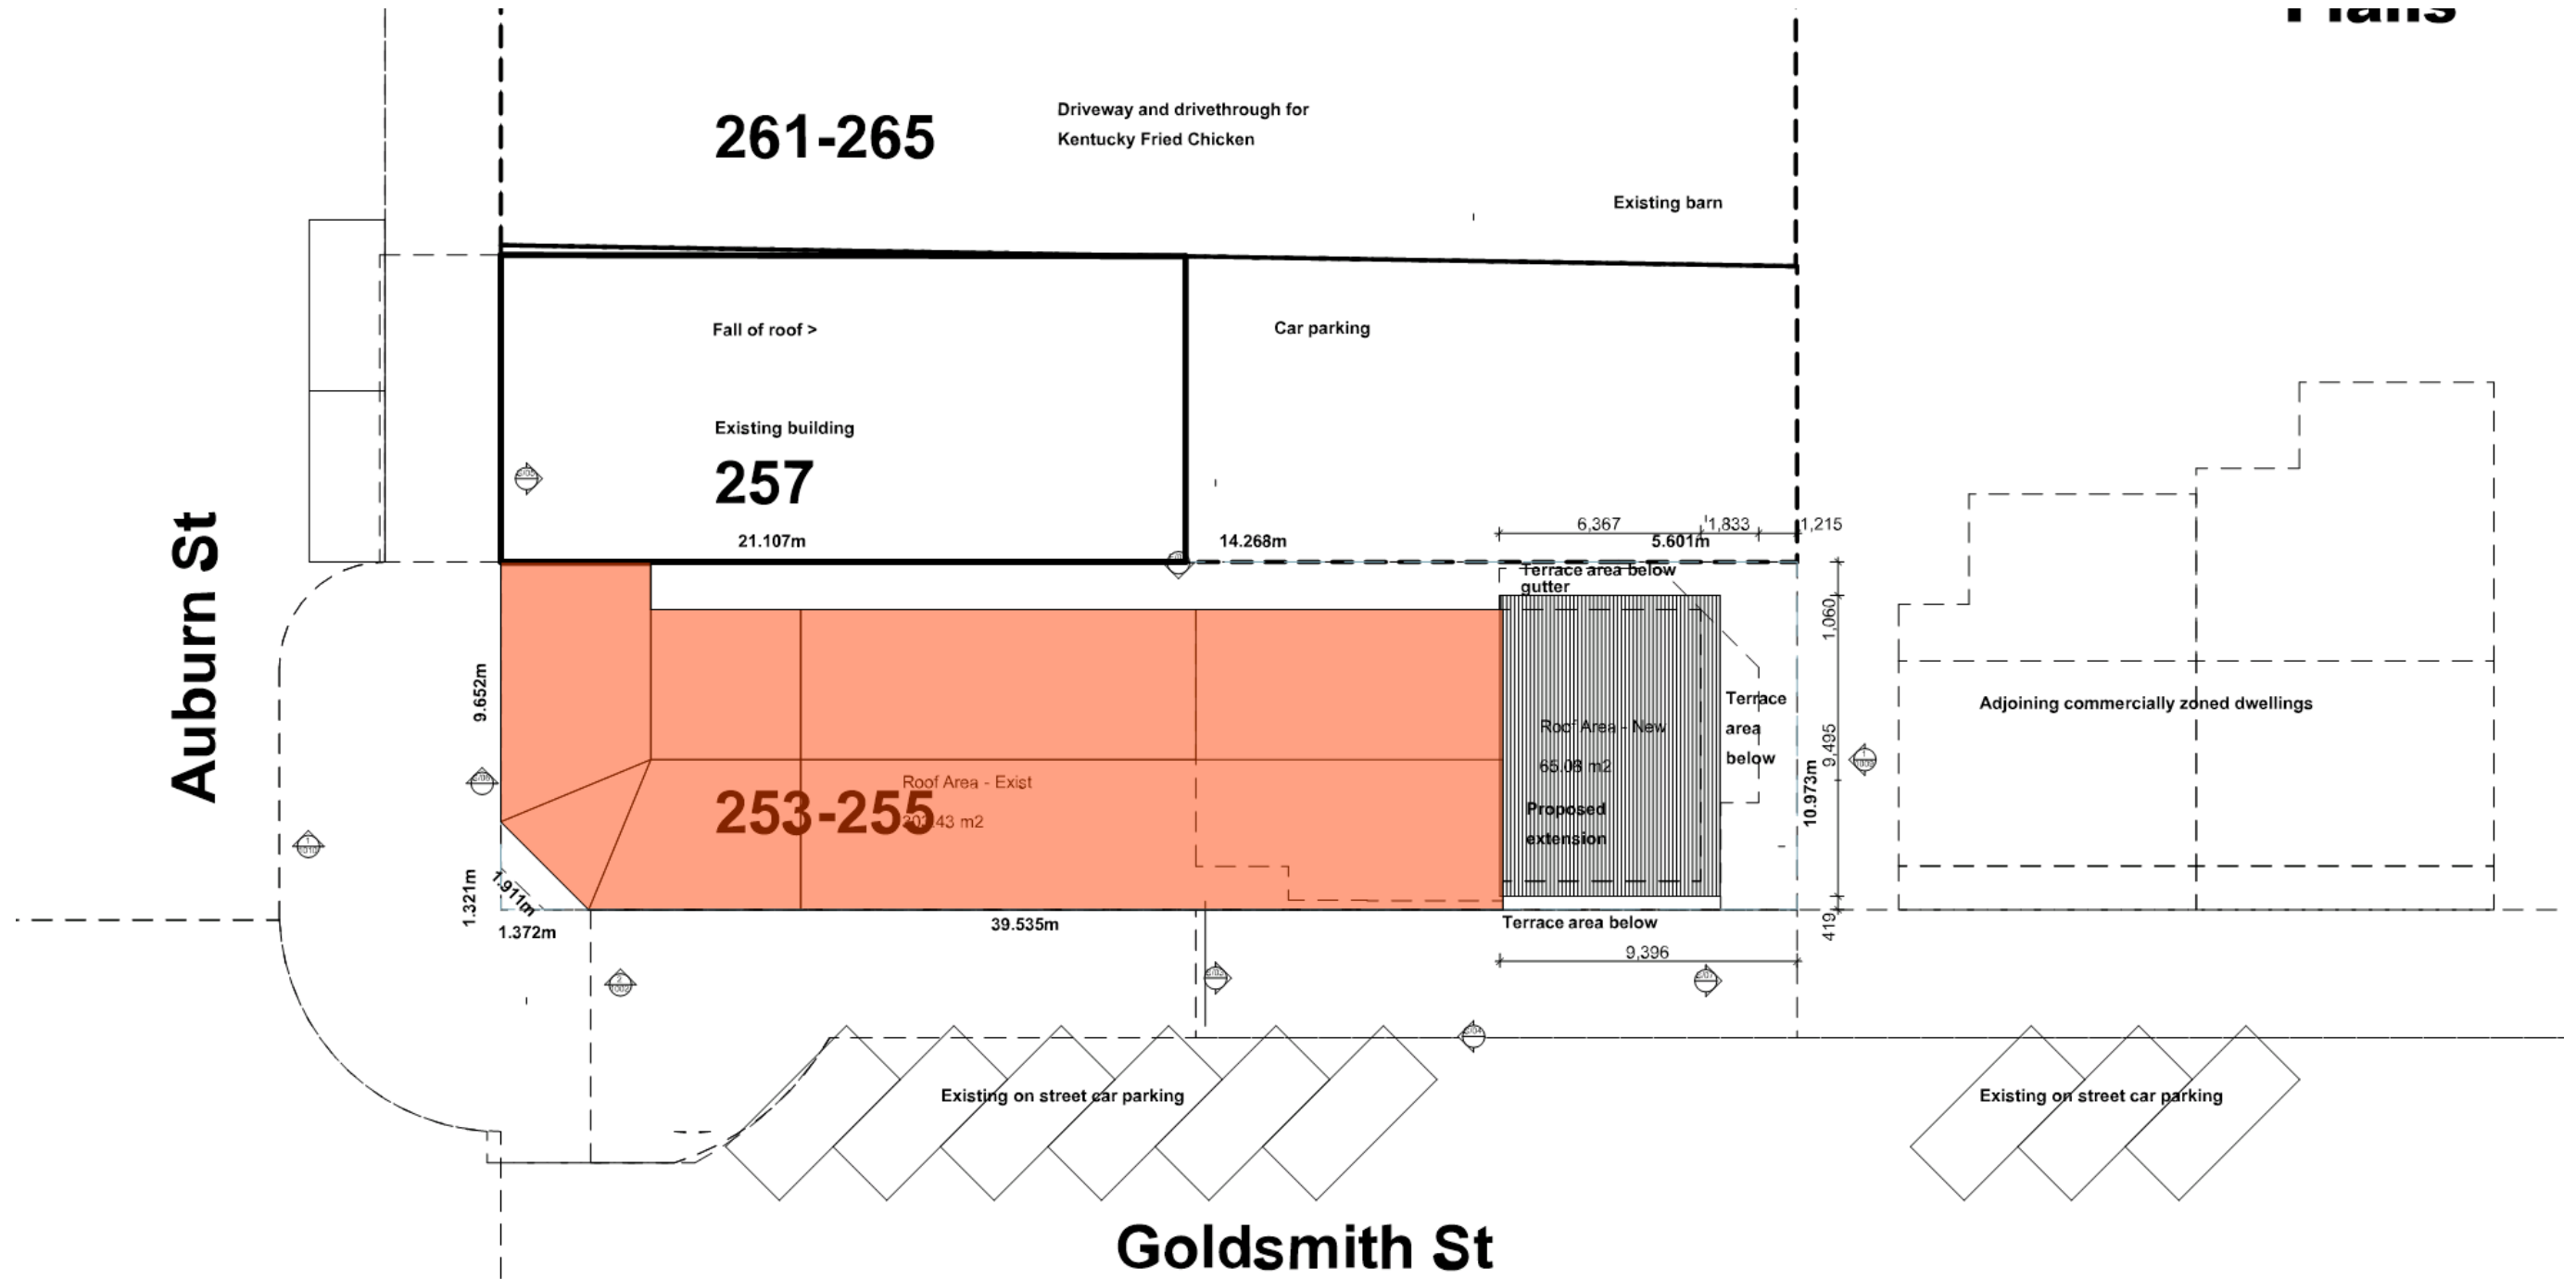 261-265
Driveway and drivethrough for
Kentucky Fried Chicken
Existing barn
Fall of roof >
Car parking
Existing building
257
21.107m
14.268m
6,367
1,833
1,215
5.601m
Terrace area below
gutter
Auburn St
9.652m
1,060
Roof Area - New
65.08 m2
Proposed
extension
Terrace
area
below
9,495
10.973m
Adjoining commercially zoned dwellings
Roof Area - Exist
253-255
43 m2
1.321m
1.911m
1.372m
39.535m
Terrace area below
419
9,396
Existing on street car parking
Existing on street car parking
Goldsmith St